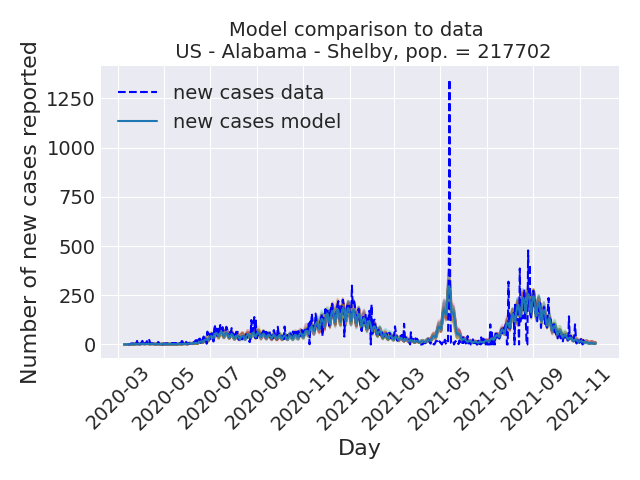 Model comparison to data
US - Alabama - Shelby, pop. = 217702
Number of new cases reported
1250
1000
750
500
250
0
new cases data
new cases model
2020-03
2020-05
2020-07
2020-09
2020-11
2021-01
2021-03
2021-05
2021-07
2021-09
2021-11
Day